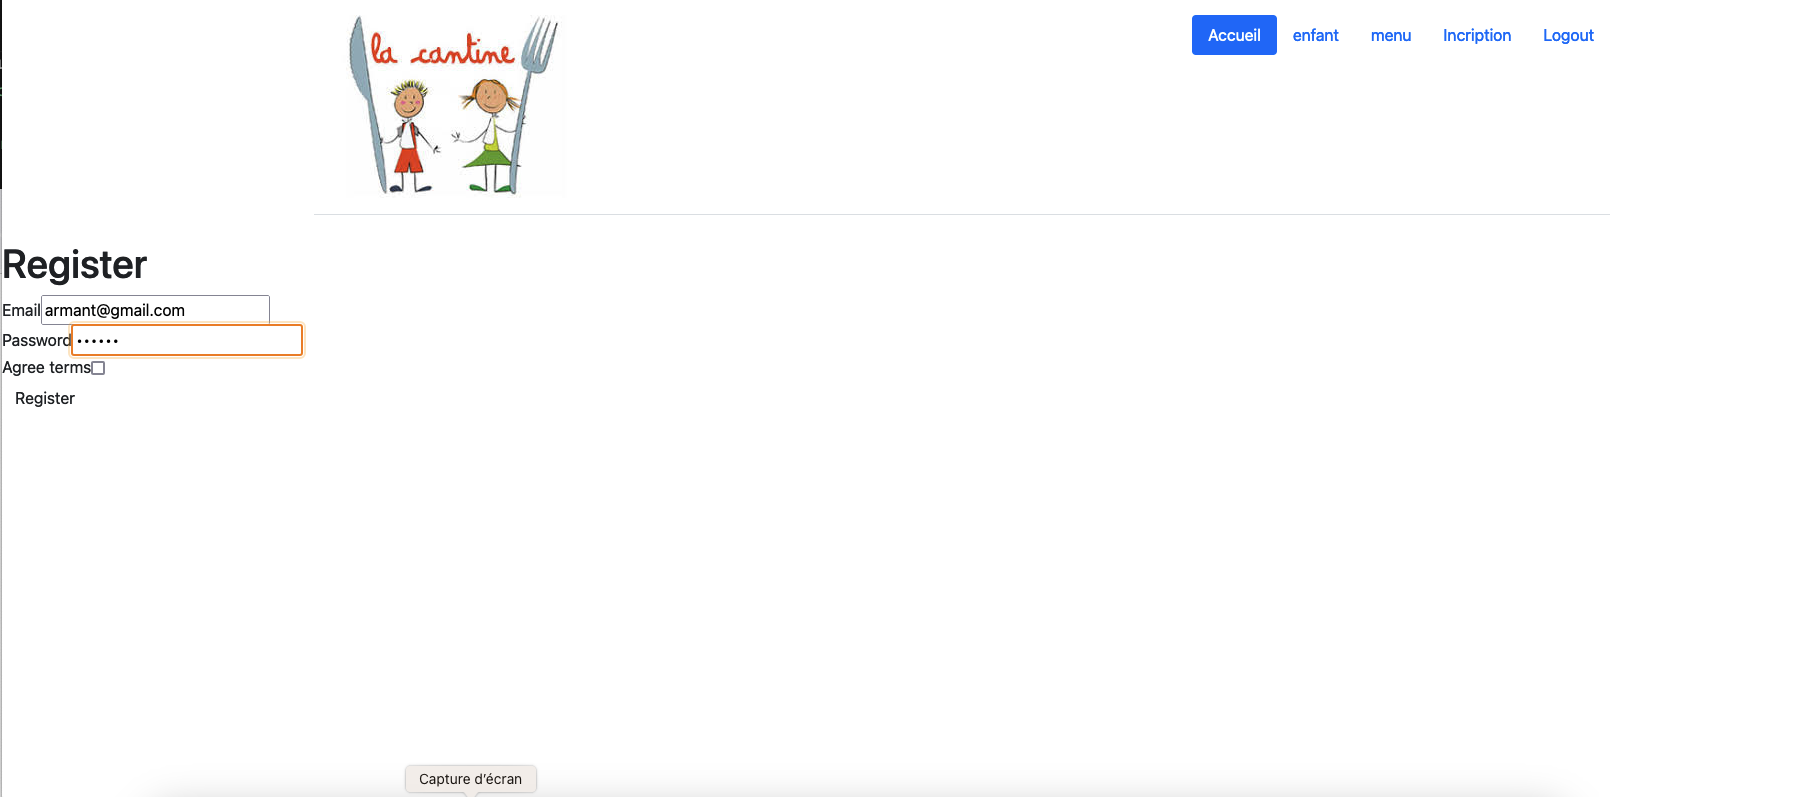 la cantine
Accueil enfant menu Incription Logout
Register
Email armant@gmail.com
Password ••••••
Agree terms
Register
Capture d'écran